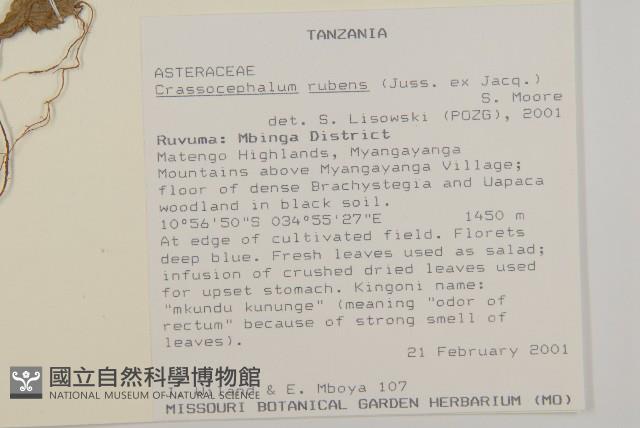 TANZANIA
ASTERACEAE
Crassocephalum rubens (Juss. ex Jacq.)
S. Moore
det. S. Lisowski (POZG), 2001
Ruvuma: Mbinga District
Matengo Highlands, Myangayanga
Mountains above Myangayanga Village;
floor of dense Brachystegia and Uapaca
woodland in black soil.
10°56'50"S 034°55'27"E 1450 m
At edge of cultivated field. Florets
deep blue. Fresh leaves used as salad;
infusion of crushed dried leaves used
for upset stomach. Kingoni name:
"mkundu kununge" (meaning "odor of
rectum" because of strong smell of
leaves).
21 February 2001
& E. Mboya 107
MISSOURI BOTANICAL GARDEN HERBARIUM (MO)
國立自然科學博物館
NATIONAL MUSEUM OF NATURAL SCIENCE